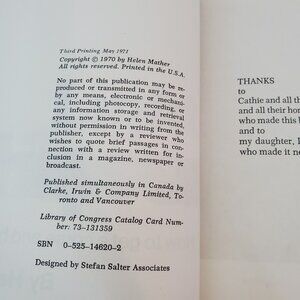 Third Printing May 1971
Copyright © 1970 by Helen Mather
All rights reserved. Printed in the U.S.A.
No part of this publication may be re-
produced or transmitted in any form or
by any means, electronic or mechani-
cal, including photocopy, recording, or
any information storage and retrieval
system now known or to be invented,
without permission in writing from the
publisher, except by a reviewer who
wishes to quote brief passages in con-
nection with a review written for in-
clusion in a magazine, newspaper or
broadcast.
Published simultaneously in Canada by
Clarke, Irwin & Company Limited, To-
ronto and Vancouver
Library of Congress Catalog Card Num-
ber: 73-131359
SBN 0-525-14620-2
Designed by Stefan Salter Associates
THANKS
to
Cathie and all th
and all their hor
who made this b
and to
my daughter,
who made it ne